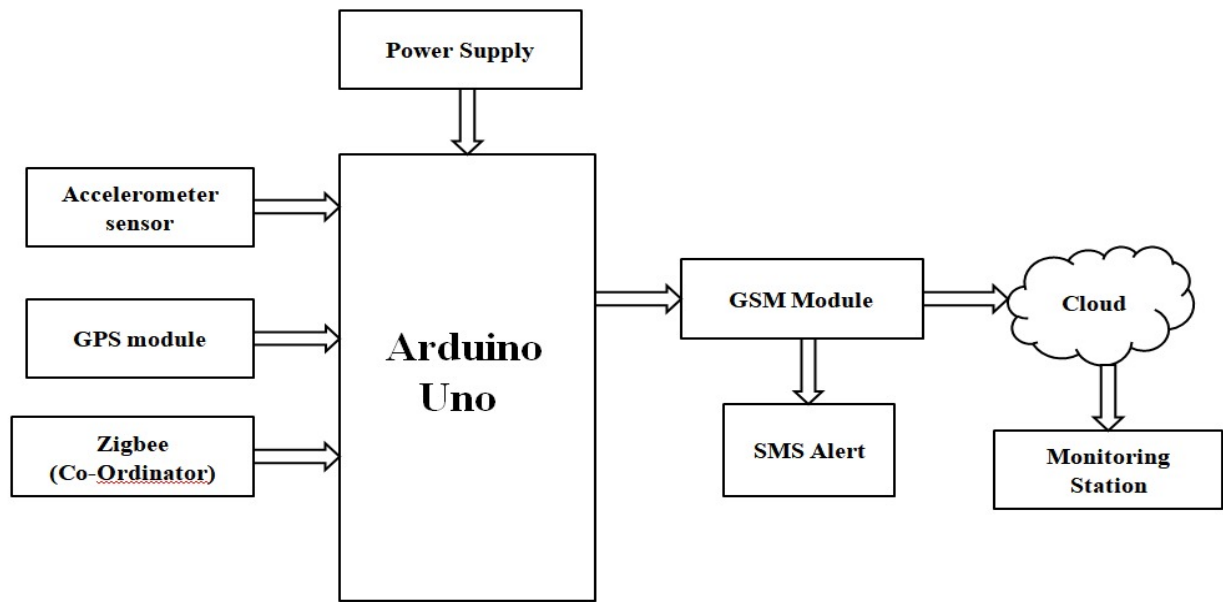 Power Supply
Accelerometer
sensor
GPS module
Zigbee
(Co-Ordinator)
Arduino
Uno
GSM Module
SMS Alert
Cloud
Monitoring
Station